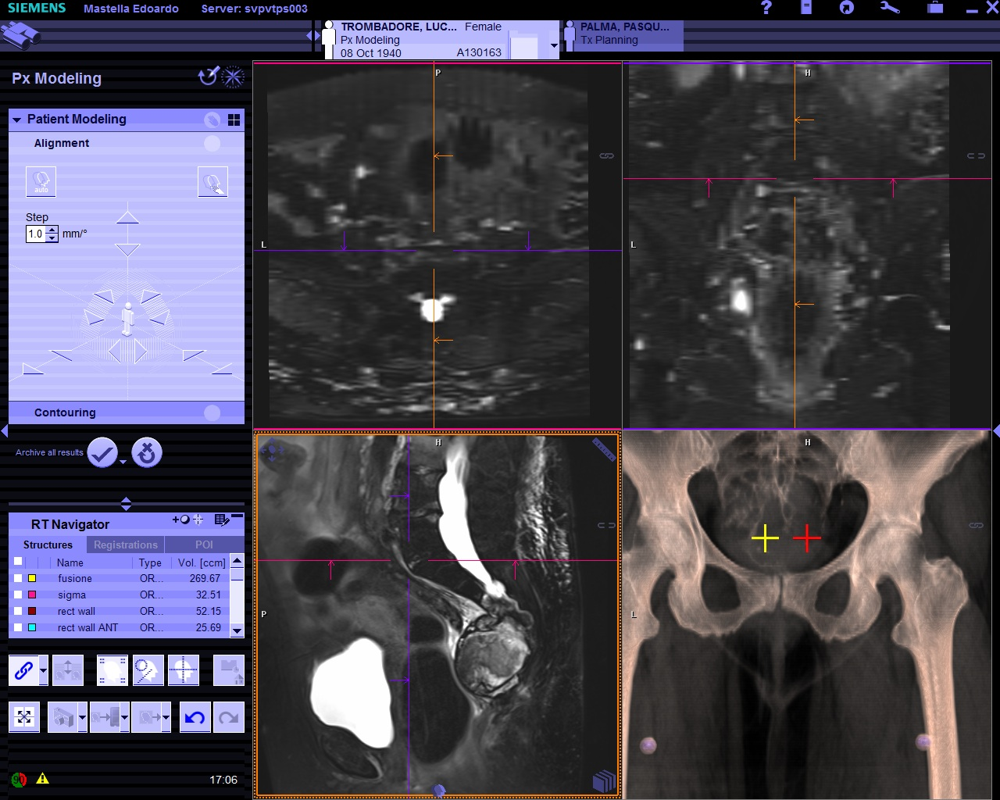 SIEMENS Mastella Edoardo Server: svpvtps003
TROMBADORE, LUC... Female
Px Modeling
08 Oct 1940 A130163
PALMA, PASQU...
Tx Planning
Px Modeling
Patient Modeling
Alignment
auto
Step
1.0 mm/°
Contouring
Archive all results
RT Navigator
Structures Registrations POI
Name Type Vol. [ccm]
fusione OR... 269.67
sigma OR... 32.51
rect wall OR... 52.15
rect wall ANT OR... 25.69
17:06
P
L
H
L
H
P
H
L